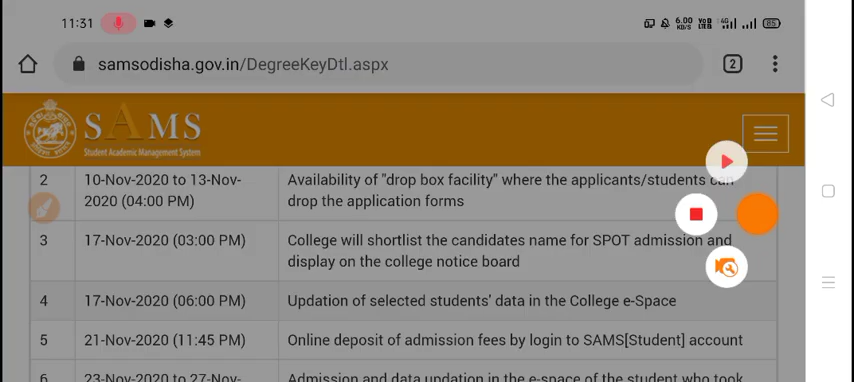 11:31
6.00 KB/S VoB LTEB 4G 85
samsodisha.gov.in/DegreeKeyDtl.aspx
2
SAMS
Student Academic Management System
2 10-Nov-2020 to 13-Nov- Availability of "drop box facility" where the applicants/students can
2020 (04:00 PM) drop the application forms
3 17-Nov-2020 (03:00 PM) College will shortlist the candidates name for SPOT admission and
display on the college notice board
4 17-Nov-2020 (06:00 PM) Updation of selected students' data in the College e-Space
5 21-Nov-2020 (11:45 PM) Online deposit of admission fees by login to SAMS[Student] account
6 23-Nov-2020 to 27-Nov- Admission and data updation in the e-space of the student who took